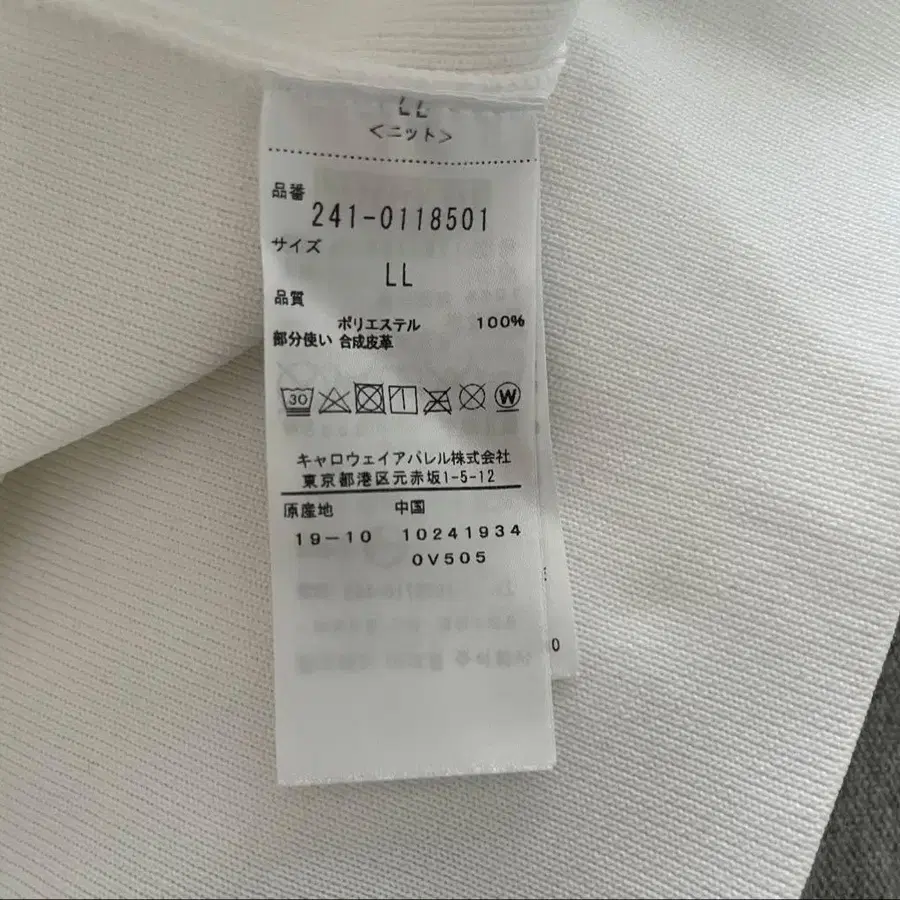 LL
<ニット>
品番
241-0118501
サイズ
LL
品質
ポリエステル 100%
部分使い 合成皮革
30
W
キャロウェイアパレル株式会社
東京都港区元赤坂1-5-12
原産地 中国
19-10 10241934
0V505
0